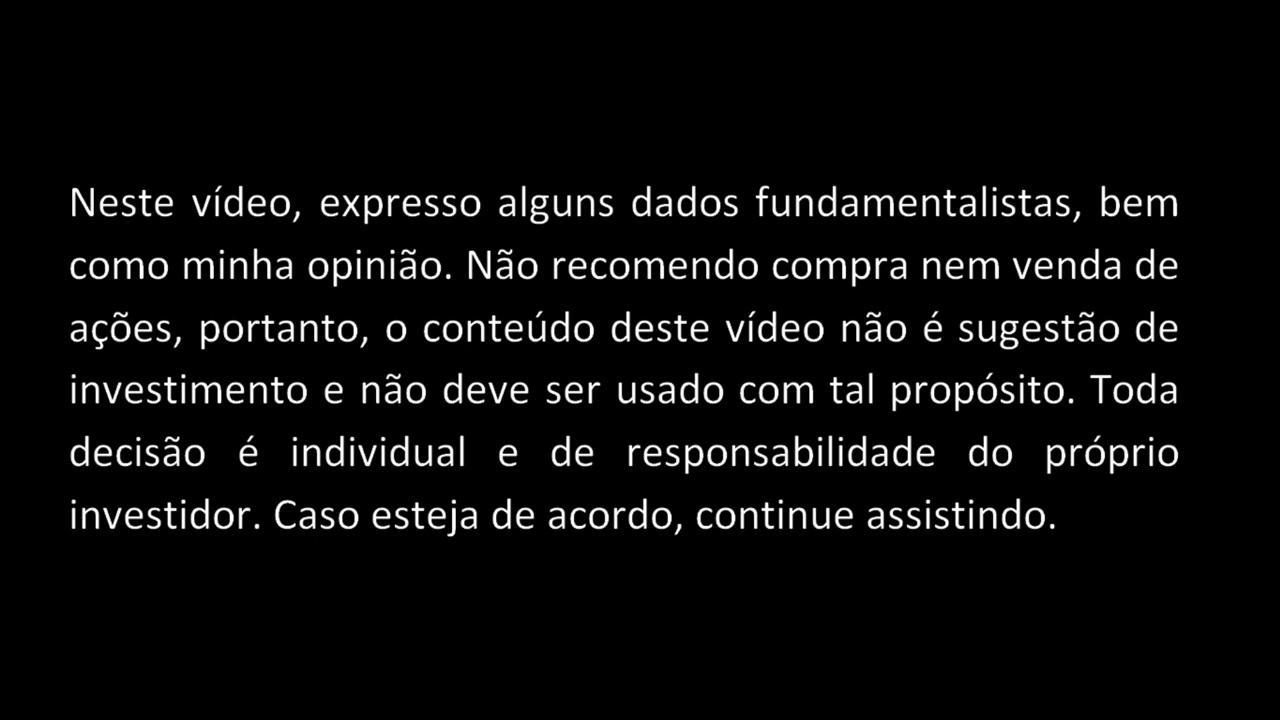 Neste vídeo, expresso alguns dados fundamentalistas, bem
como minha opinião. Não recomendo compra nem venda de
ações, portanto, o conteúdo deste vídeo não é sugestão de
investimento e não deve ser usado com tal propósito. Toda
decisão é individual e de responsabilidade do próprio
investidor. Caso esteja de acordo, continue assistindo.